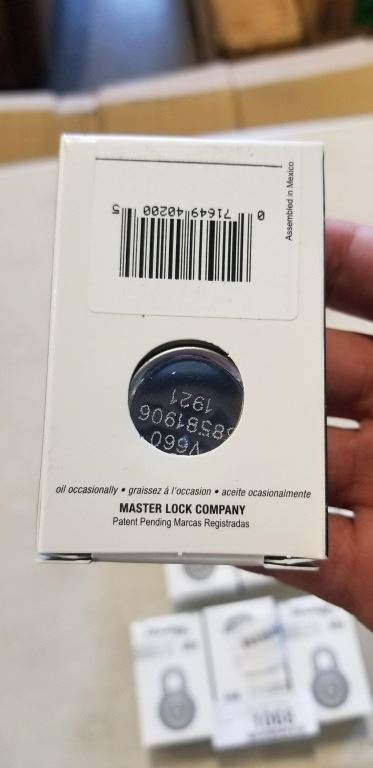 0 71649 40200 5
Assembled in Mexico
1921
38581906
V660
oil occasionally • graissez á l'occasion • aceite ocasionalmente
MASTER LOCK COMPANY
Patent Pending Marcas Registradas